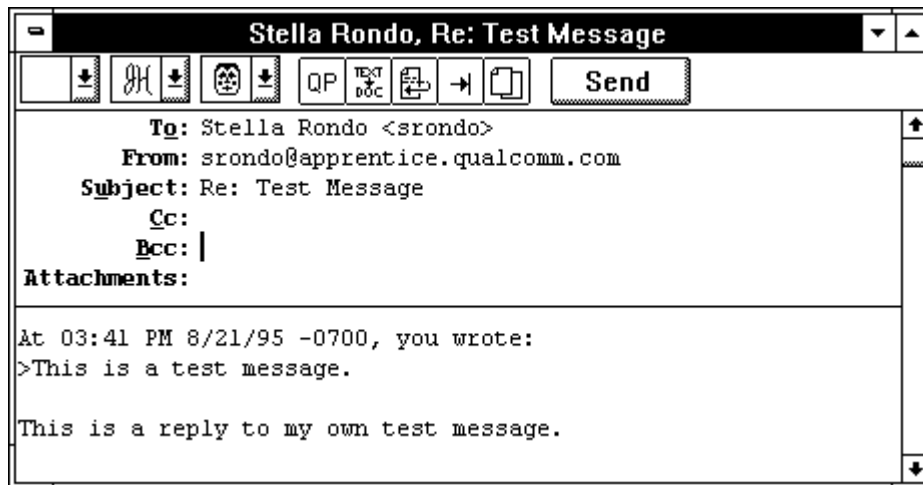 Stella Rondo, Re: Test Message
QP TEXT DOC Send
To: Stella Rondo <srondo>
From: srondo@apprentice.qualcomm.com
Subject: Re: Test Message
Cc:
Bcc:
Attachments:
At 03:41 PM 8/21/95 -0700, you wrote:
>This is a test message.
This is a reply to my own test message.